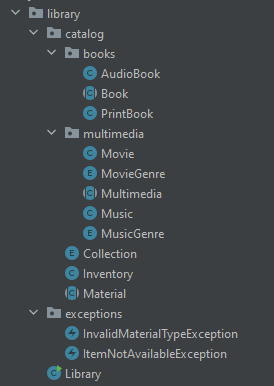 library
catalog
books
AudioBook
Book
PrintBook
multimedia
Movie
MovieGenre
Multimedia
Music
MusicGenre
Collection
Inventory
Material
exceptions
InvalidMaterialTypeException
ItemNotAvailableException
Library